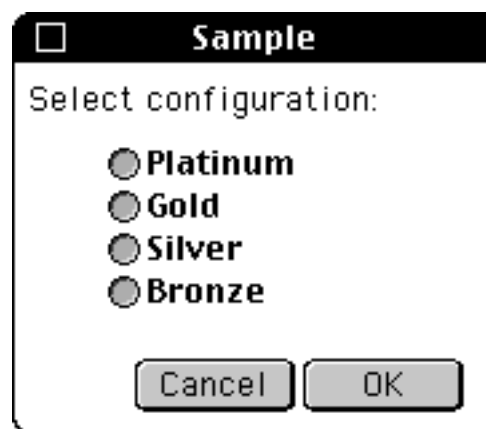 Sample
Select configuration:
Platinum
Gold
Silver
Bronze
Cancel OK